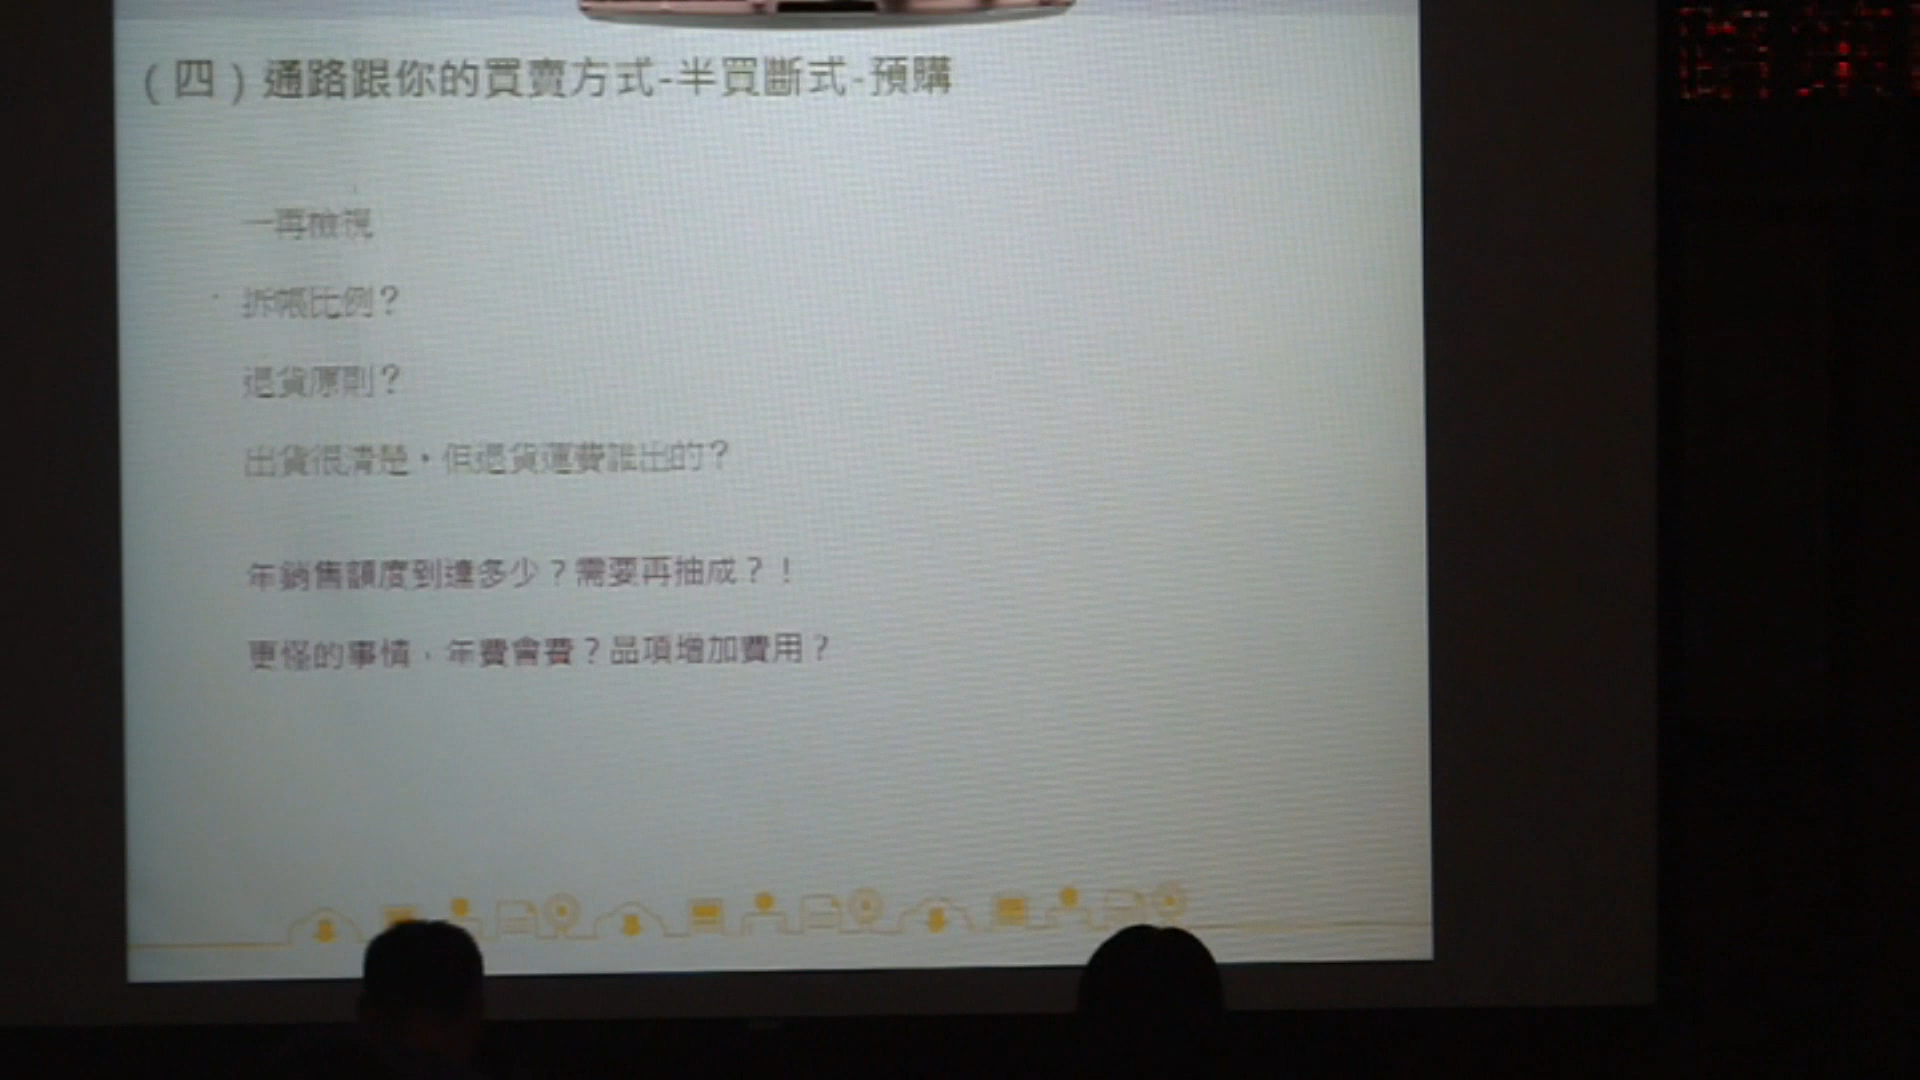 （四）通路跟你的買賣方式-半買斷式-預購
一再檢視
拆帳比例？
退貨原則？
出貨很清楚，但退貨運費誰出的？
年銷售額度到達多少？需要再抽成？！
更怪的事情，年費會費？品項增加費用？